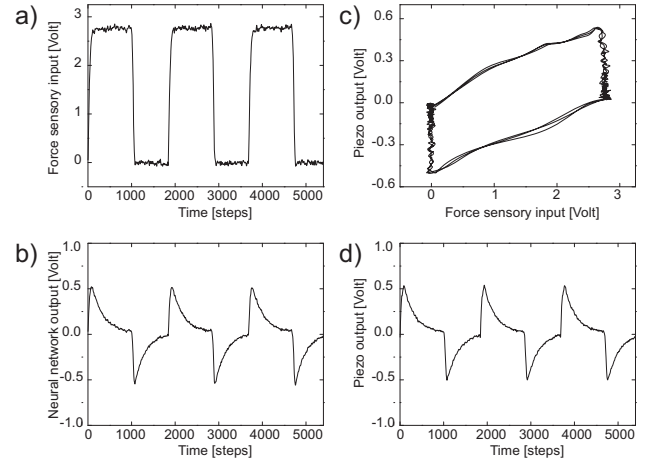 a)
Force sensory input [Volt]
3
2
1
0
0 1000 2000 3000 4000 5000
Time [steps]
c)
Piezo output [Volt]
0.6
0.3
0.0
-0.3
-0.6
0 1 2 3
Force sensory input [Volt]
b)
Neural network output [Volt]
1.0
0.5
0.0
-0.5
-1.0
0 1000 2000 3000 4000 5000
Time [steps]
d)
Piezo output [Volt]
1.0
0.5
0.0
-0.5
-1.0
0 1000 2000 3000 4000 5000
Time [steps]